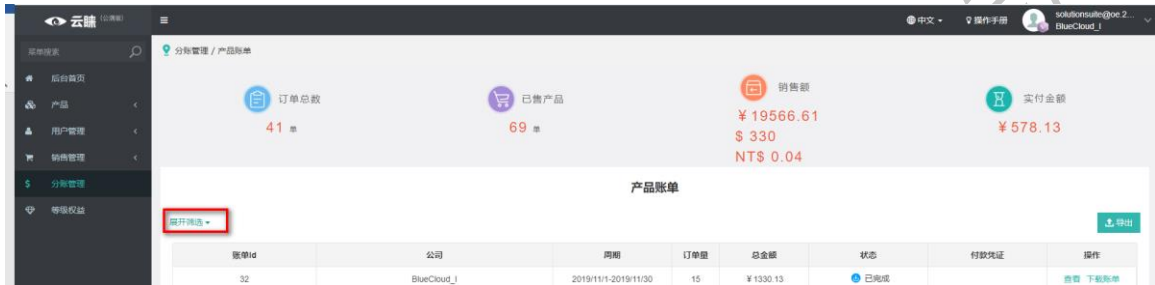 云睐 (公测版)
中文
操作手册
solutionsuite@oe.2...
BlueCloud_I
菜单搜索
分账管理 / 产品账单
后台首页
产品
用户管理
销售管理
分账管理
等级权益
订单总数
41 单
已售产品
69 单
销售额
¥ 19566.61
$ 330
NT$ 0.04
实付金额
¥ 578.13
产品账单
展开筛选
导出
账单Id 公司 周期 订单量 总金额 状态 付款凭证 操作
32 BlueCloud_I 2019/11/1-2019/11/30 15 ¥ 1330.13 已完成 查看 下载账单